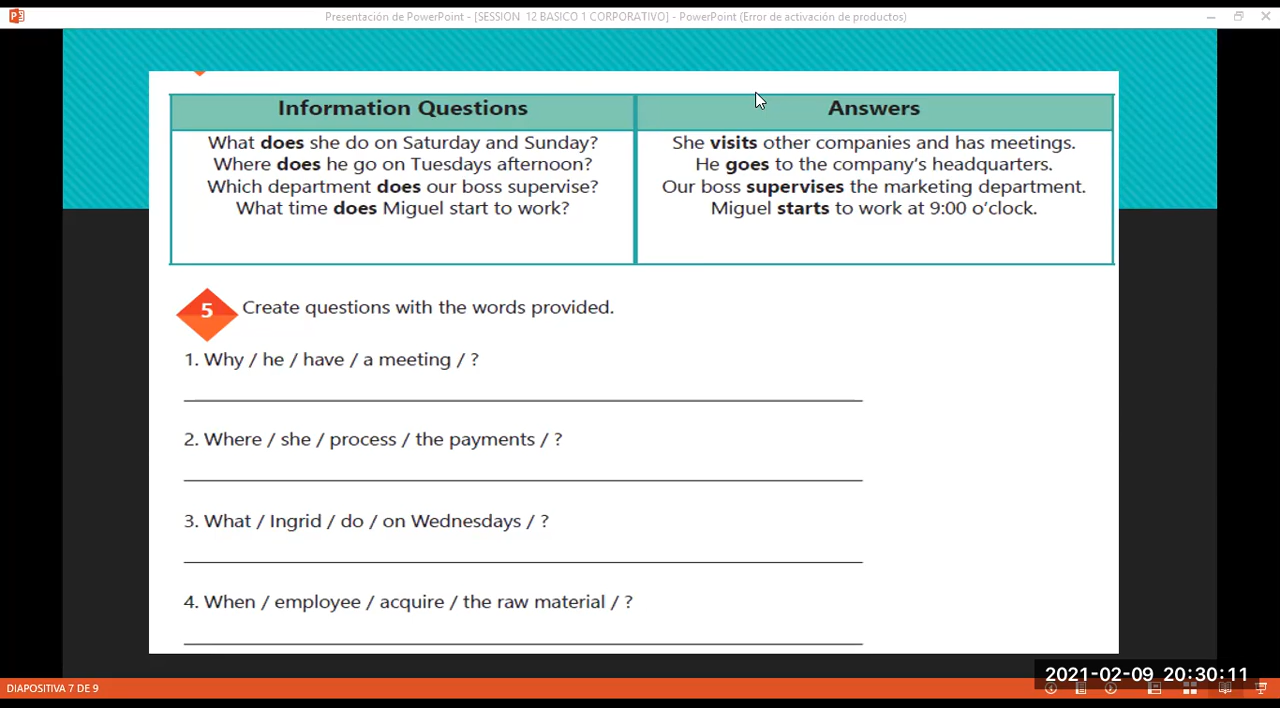 Presentación de PowerPoint - [SESSION 12 BASICO 1 CORPORATIVO] - PowerPoint (Error de activación de productos)
Information Questions
What does she do on Saturday and Sunday?
Where does he go on Tuesdays afternoon?
Which department does our boss supervise?
What time does Miguel start to work?
Answers
She visits other companies and has meetings.
He goes to the company's headquarters.
Our boss supervises the marketing department.
Miguel starts to work at 9:00 o'clock.
5 Create questions with the words provided.
1. Why / he / have / a meeting / ?
2. Where / she / process / the payments / ?
3. What / Ingrid / do / on Wednesdays / ?
4. When / employee / acquire / the raw material / ?
2021-02-09 20:30:11
DIAPOSITIVA 7 DE 9